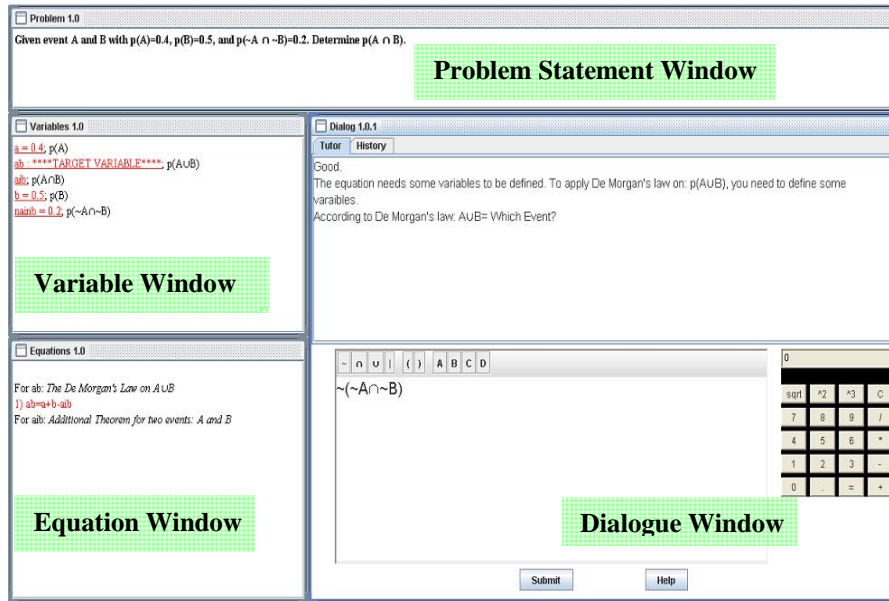 Problem 1.0
Given event A and B with p(A)=0.4, p(B)=0.5, and p(~A ∩ ~B)=0.2. Determine p(A ∩ B).
Problem Statement Window
Variables 1.0
a = 0.4; p(A)
ab : ****TARGET VARIABLE****; p(A∪B)
aib; p(A∩B)
b = 0.5; p(B)
nainb = 0.2; p(~A∩~B)
Variable Window
Dialog 1.0.1
Tutor History
Good.
The equation needs some variables to be defined. To apply De Morgan's law on: p(A∪B), you need to define some
varaibles.
According to De Morgan's law: A∪B= Which Event?
Equations 1.0
For ab: The De Morgan's Law on A∪B
1) ab=a+b-aib
For aib: Additional Theorem for two events: A and B
Equation Window
~ ∩ ∪ | ( ) A B C D
~(~A∩~B)
0
sqrt ^2 ^3 C
7 8 9 /
4 5 6 *
1 2 3 -
0 . = +
Dialogue Window
Submit Help